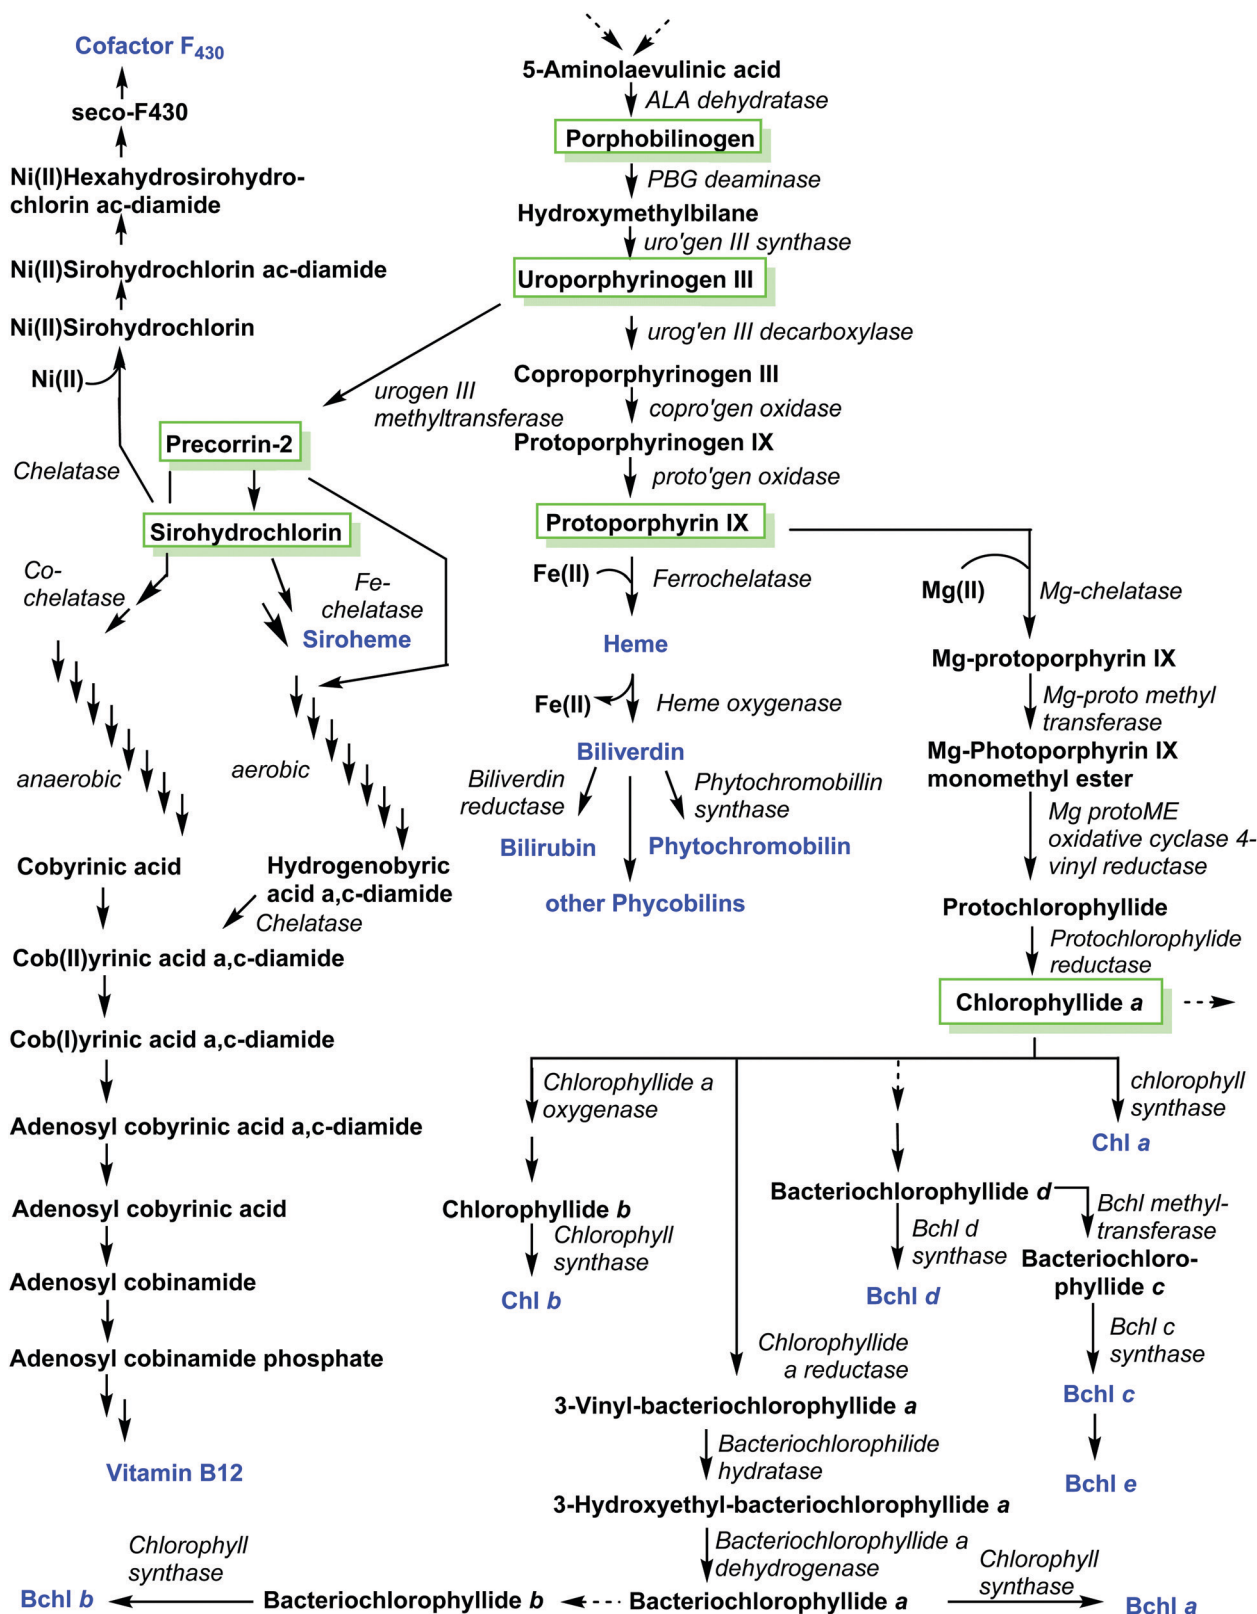 Cofactor F430
seco-F430
Ni(II)Hexahydrosirohydro-
chlorin ac-diamide
Ni(II)Sirohydrochlorin ac-diamide
Ni(II)Sirohydrochlorin
Ni(II)
Chelatase
Precorrin-2
Sirohydrochlorin
Co-
chelatase
Fe-
chelatase
Siroheme
anaerobic
aerobic
Cobyrinic acid
Hydrogenobyric
acid a,c-diamide
Chelatase
Cob(II)yrinic acid a,c-diamide
Cob(I)yrinic acid a,c-diamide
Adenosyl cobyrinic acid a,c-diamide
Adenosyl cobyrinic acid
Adenosyl cobinamide
Adenosyl cobinamide phosphate
Vitamin B12
5-Aminolaevulinic acid
ALA dehydratase
Porphobilinogen
PBG deaminase
Hydroxymethylbilane
uro'gen III synthase
Uroporphyrinogen III
urogen III
methyltransferase
urog'en III decarboxylase
Coproporphyrinogen III
copro'gen oxidase
Protoporphyrinogen IX
proto'gen oxidase
Protoporphyrin IX
Fe(II)
Ferrochelatase
Heme
Fe(II)
Heme oxygenase
Biliverdin
Biliverdin
reductase
Phytochromobillin
synthase
Bilirubin
Phytochromobilin
other Phycobilins
Mg(II)
Mg-chelatase
Mg-protoporphyrin IX
Mg-proto methyl
transferase
Mg-Photoporphyrin IX
monomethyl ester
Mg protoME
oxidative cyclase 4-
vinyl reductase
Protochlorophyllide
Protochlorophylide
reductase
Chlorophyllide a
Chlorophyllide a
oxygenase
chlorophyll
synthase
Chl a
Chlorophyllide b
Chlorophyll
synthase
Chl b
Bacteriochlorophyllide d
Bchl d
synthase
Bchl d
Bchl methyl-
transferase
Bacteriochloro-
phyllide c
Bchl c
synthase
Bchl c
Bchl e
Chlorophyllide
a reductase
3-Vinyl-bacteriochlorophyllide a
Bacteriochlorophilide
hydratase
3-Hydroxyethyl-bacteriochlorophyllide a
Bacteriochlorophyllide a
dehydrogenase
Bacteriochlorophyllide a
Chlorophyll
synthase
Bchl a
Bacteriochlorophyllide b
Chlorophyll
synthase
Bchl b